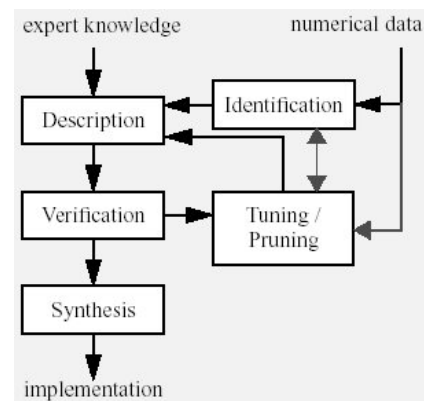 expert knowledge
numerical data
Identification
Description
Verification
Tuning /
Pruning
Synthesis
implementation